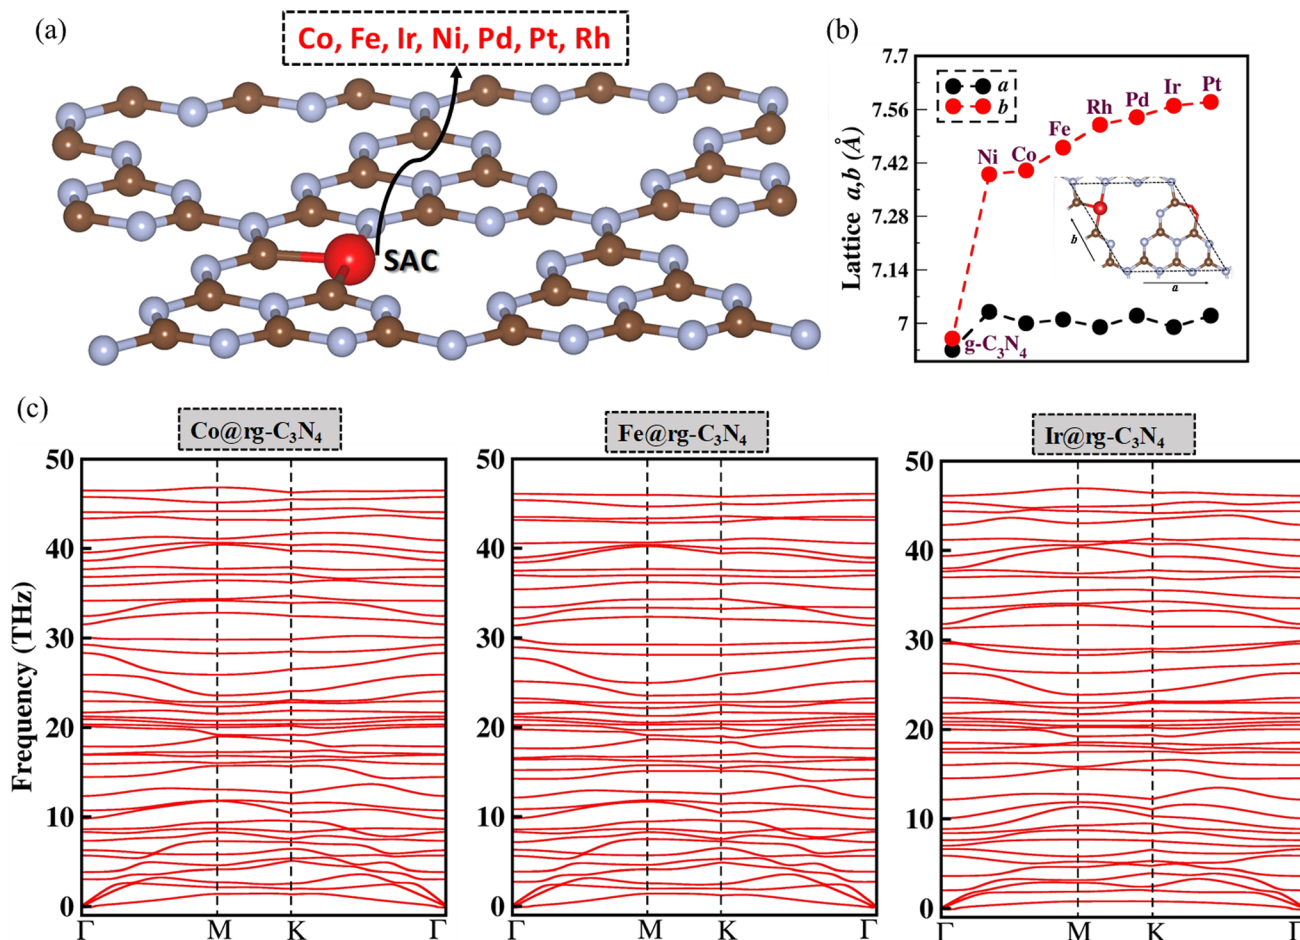 (a)
Co, Fe, Ir, Ni, Pd, Pt, Rh
SAC
(b)
7.7
7.56
7.42
7.28
7.14
7
Lattice a,b (Å)
a
b
g-C₃N₄
Ni
Co
Fe
Rh
Pd
Ir
Pt
b
a
(c)
Co@rg-C₃N₄
Fe@rg-C₃N₄
Ir@rg-C₃N₄
Frequency (THz)
50
40
30
20
10
0
Γ M K Γ
50
40
30
20
10
0
Γ M K Γ
50
40
30
20
10
0
Γ M K Γ